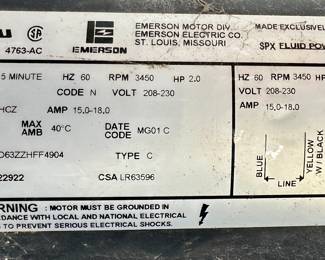 4763-AC
SA
EMERSON
EMERSON MOTOR DIV.
EMERSON ELECTRIC CO.
ST. LOUIS, MISSOURI
MADE EXCLUSIVELY
SPX FLUID POW
5 MINUTE HZ 60 RPM 3450 HP 2.0
CODE N VOLT 208-230
HCZ AMP 15.0-18.0
MAX AMB 40°C DATE CODE MG01 C
D63ZZHFF4904 TYPE C
22922 CSA LR63596
HZ 60 RPM 3450
VOLT 208-230
AMP 15.0-18.0
BLUE
YELLOW W/BLACK
LINE
RNING : MOTOR MUST BE GROUNDED IN
RDANCE WITH LOCAL AND NATIONAL ELECTRICAL
S TO PREVENT SERIOUS ELECTRICAL SHOCKS.